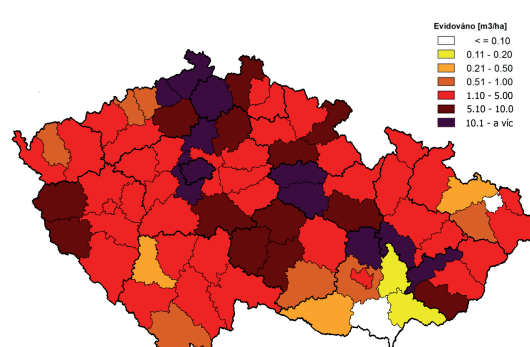 Evidováno [m3/ha]
< = 0.10
0.11 - 0.20
0.21 - 0.50
0.51 - 1.00
1.10 - 5.00
5.10 - 10.0
10.1 - a víc